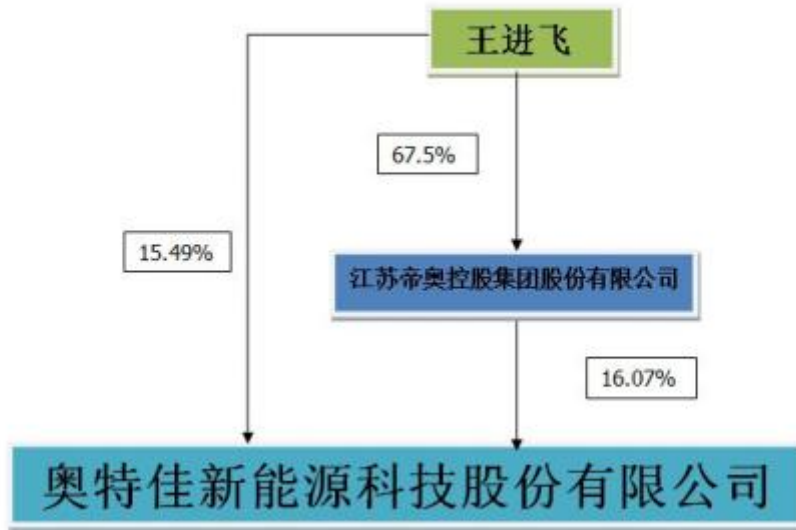 王进飞
67.5%
15.49%
江苏帝奥控股集团股份有限公司
16.07%
奥特佳新能源科技股份有限公司